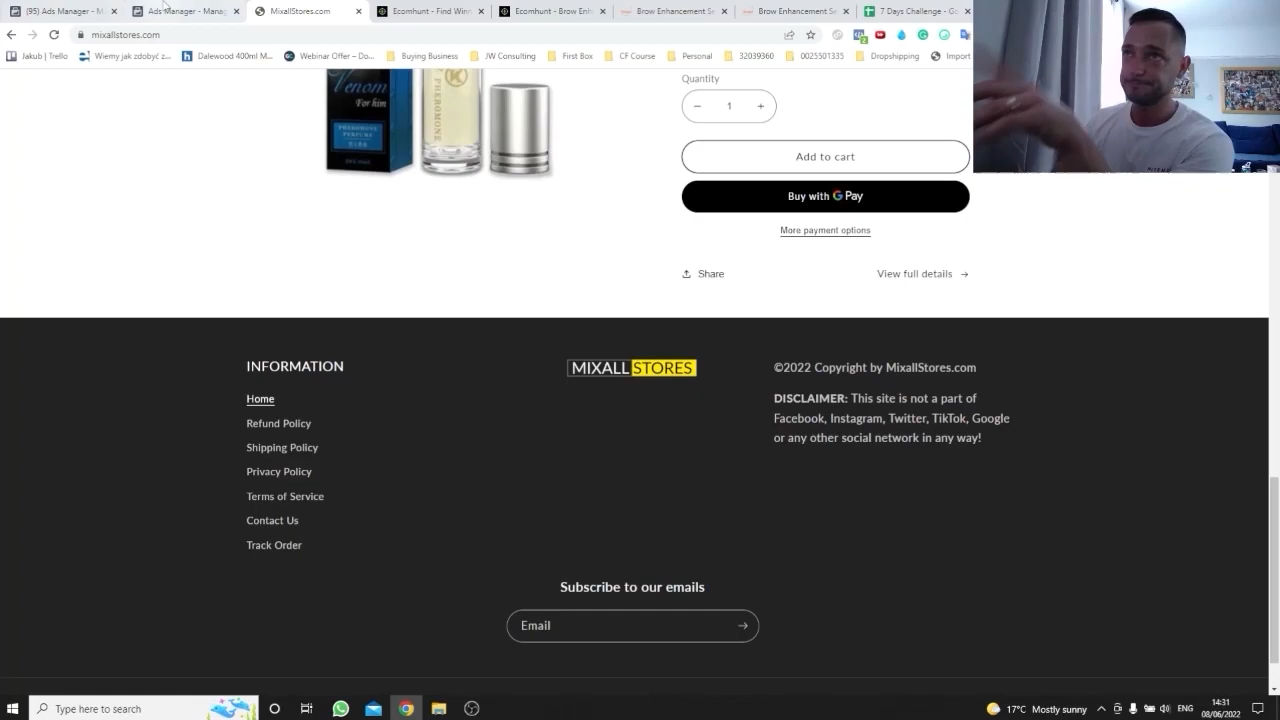 (95) Ads Manager - M
Ads Manager - Manag
MixallStores.com
Ecomhunt - Find Winn
Ecomhunt - Brow Enh
Brow Enhancement Se
Brow Enhancement Se
7 Days Challenge - Go
mixallstores.com
Jakub | Trello
Wiemy jak zdobyć z...
Dalewood 400ml M...
Webinar Offer – Do...
Buying Business
JW Consulting
First Box
CF Course
Personal
32039360
0025501335
Dropshipping
Import
Venom
For him
PHEROMONE
PERFUME
PHEROMONE
Quantity
1
Add to cart
Buy with G Pay
More payment options
Share
View full details
INFORMATION
Home
Refund Policy
Shipping Policy
Privacy Policy
Terms of Service
Contact Us
Track Order
MIXALL STORES
©2022 Copyright by MixallStores.com
DISCLAIMER: This site is not a part of
Facebook, Instagram, Twitter, TikTok, Google
or any other social network in any way!
Subscribe to our emails
Email
Type here to search
17°C Mostly sunny
ENG
14:31
08/06/2022